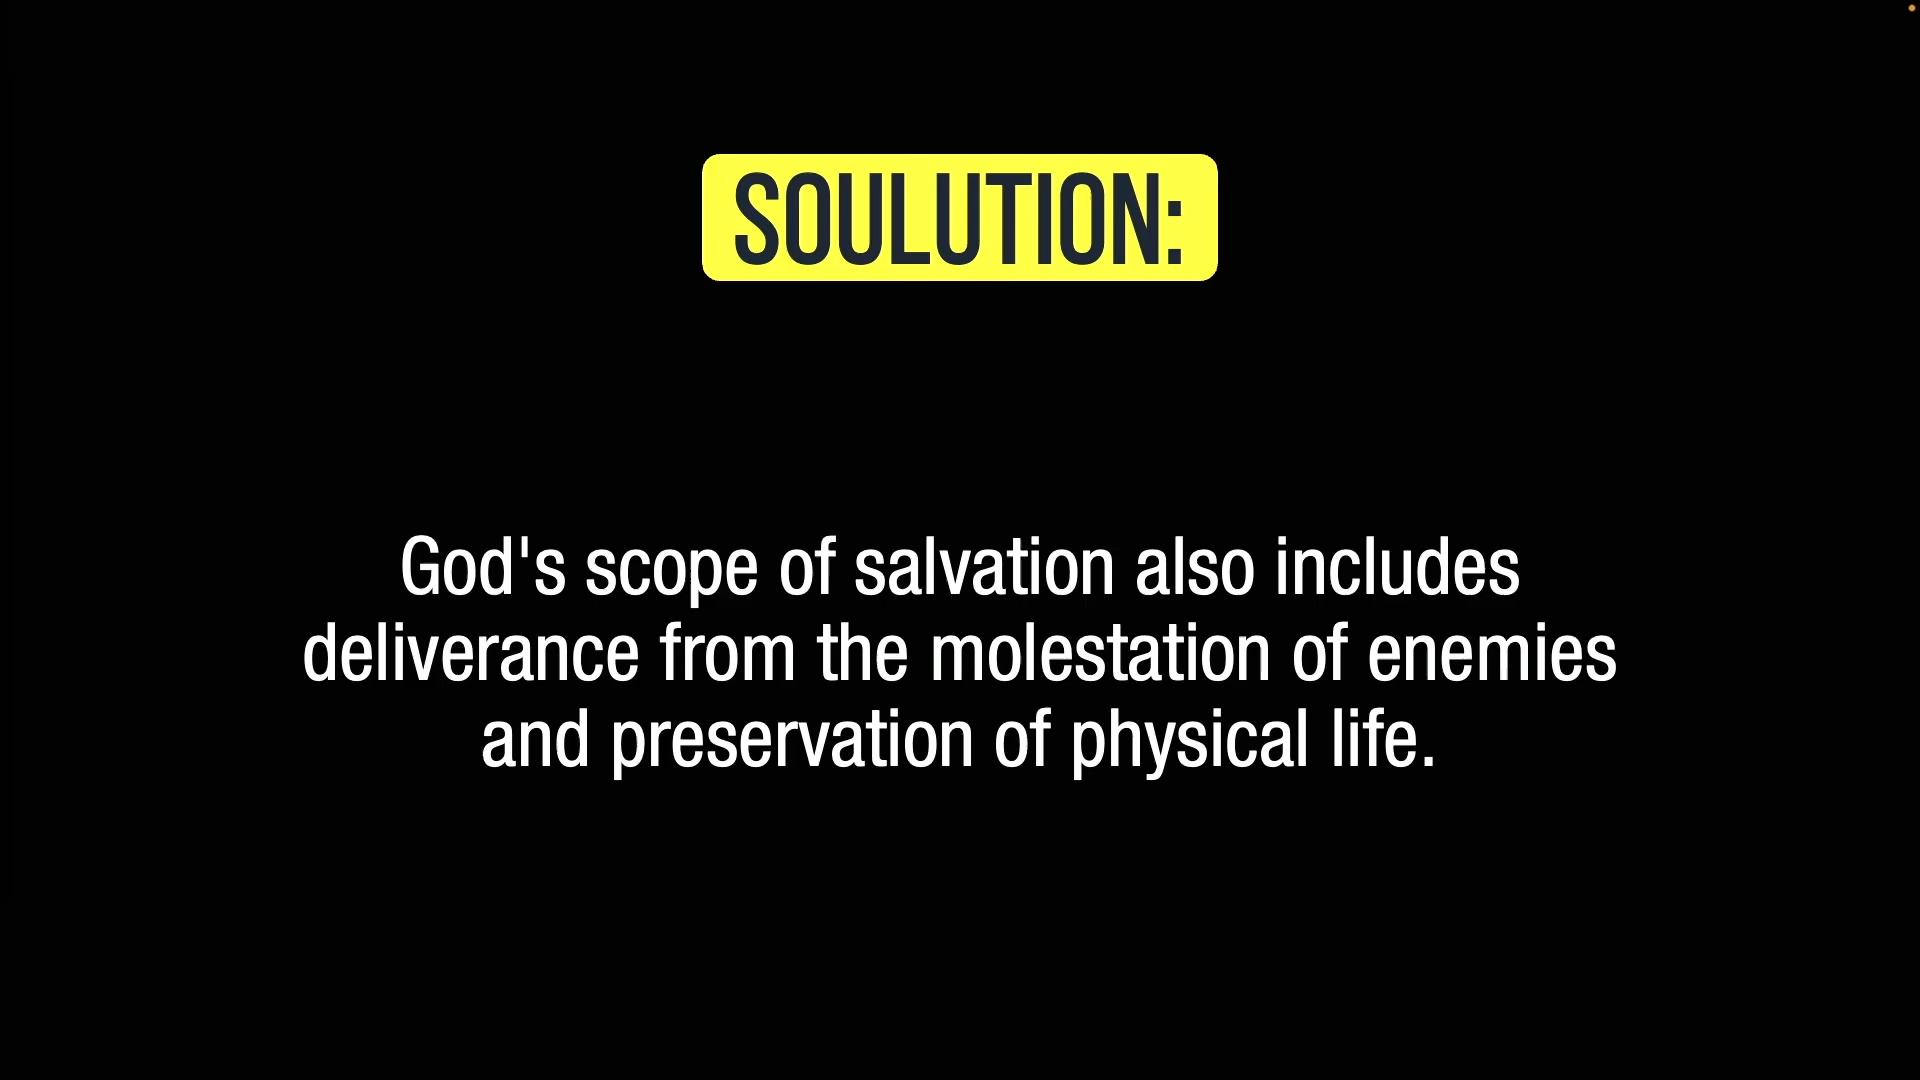 SOULUTION:
God's scope of salvation also includes
deliverance from the molestation of enemies
and preservation of physical life.